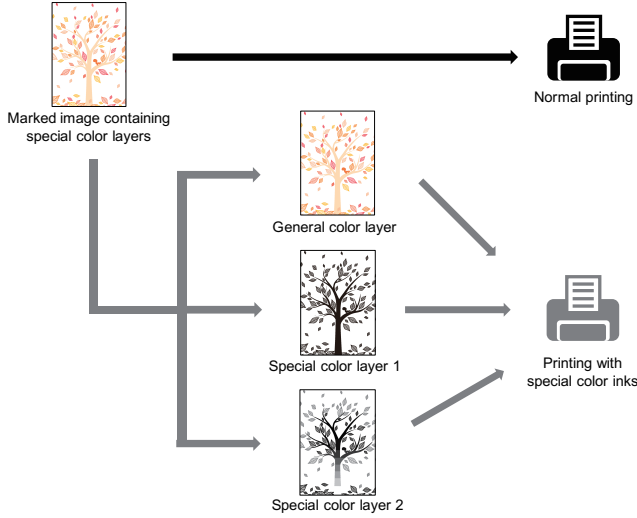 Marked image containing
special color layers
Normal printing
General color layer
Special color layer 1
Printing with
special color inks
Special color layer 2